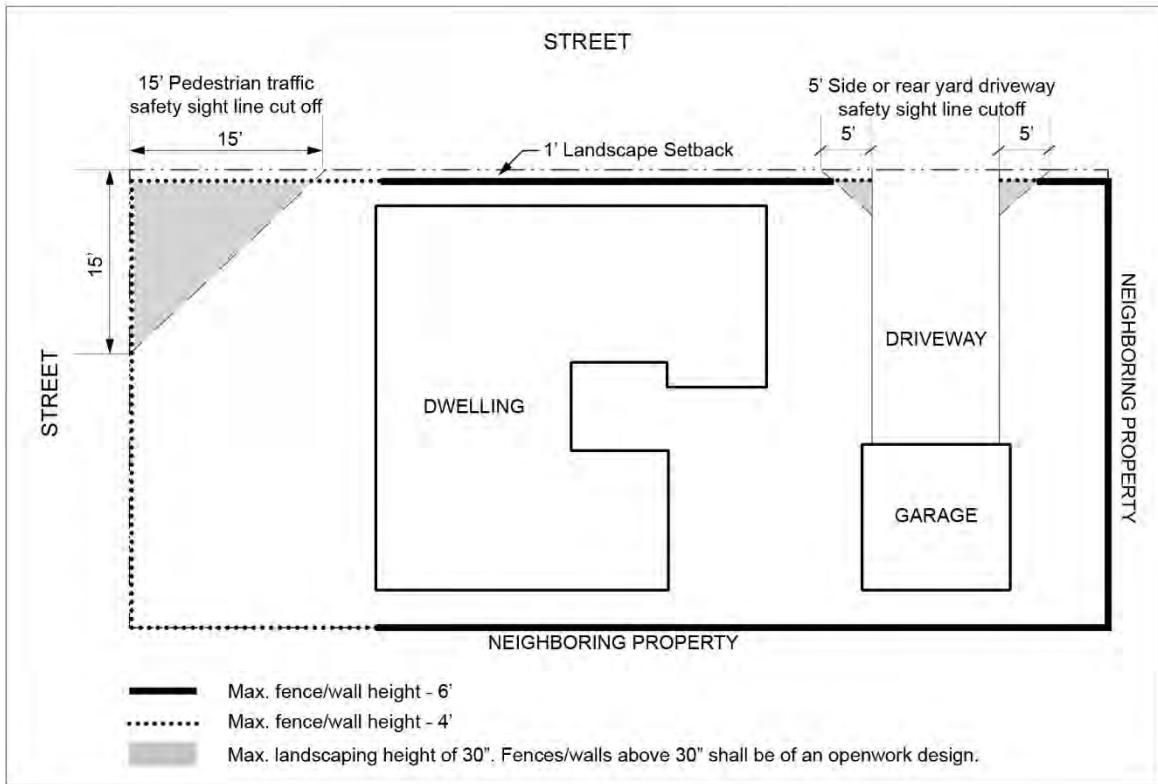 STREET
15’ Pedestrian traffic
safety sight line cut off
15’
5’ Side or rear yard driveway
safety sight line cutoff
5’
5’
1’ Landscape Setback
15’
STREET
DWELLING
DRIVEWAY
GARAGE
NEIGHBORING PROPERTY
NEIGHBORING PROPERTY
Max. fence/wall height - 6’
Max. fence/wall height - 4’
Max. landscaping height of 30”. Fences/walls above 30” shall be of an openwork design.